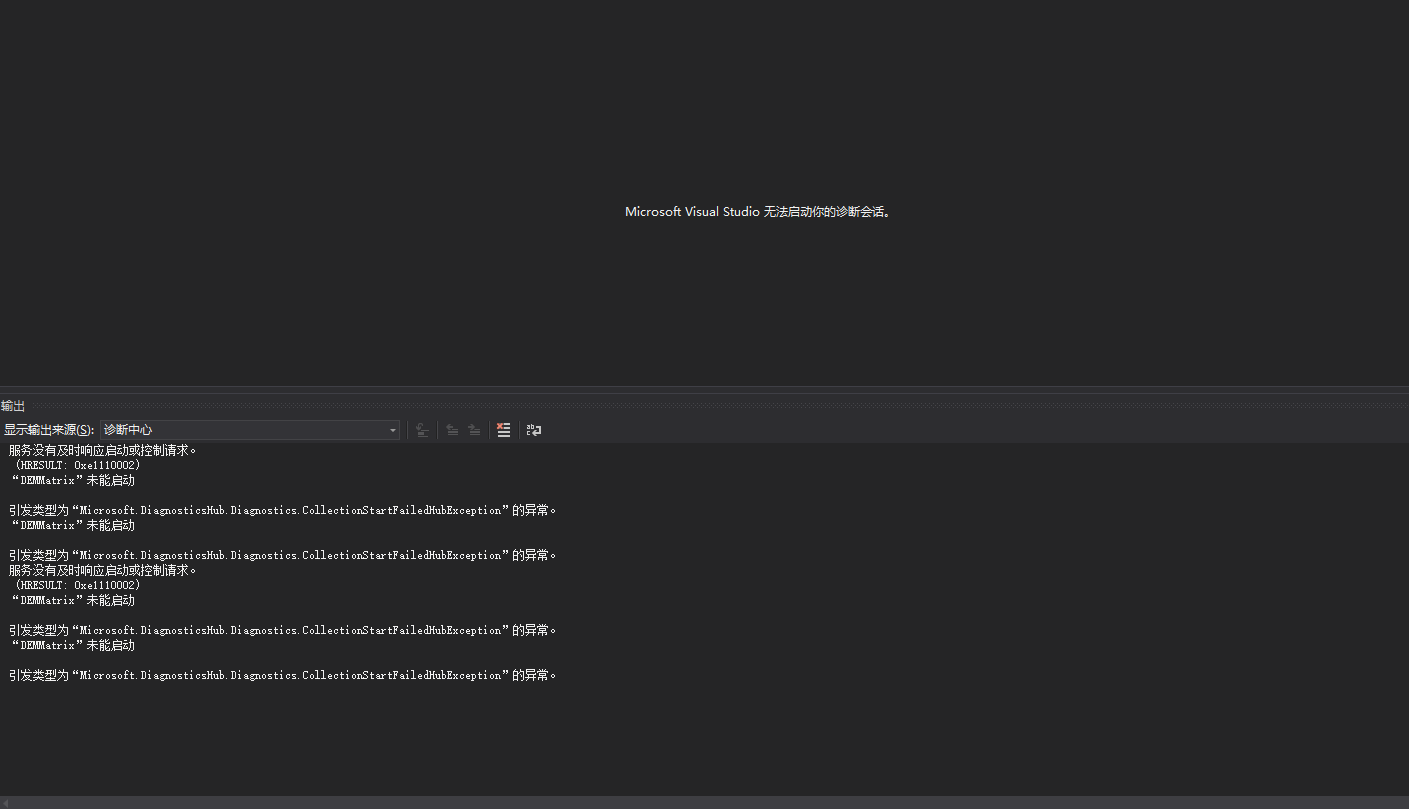 Microsoft Visual Studio 无法启动你的诊断会话。
输出
显示输出来源(S): 诊断中心
服务没有及时响应启动或控制请求。
(HRESULT: 0xe1110002)
“DEMMatrix”未能启动
引发类型为“Microsoft.DiagnosticsHub.Diagnostics.CollectionStartFailedHubException”的异常。
“DEMMatrix”未能启动
引发类型为“Microsoft.DiagnosticsHub.Diagnostics.CollectionStartFailedHubException”的异常。
服务没有及时响应启动或控制请求。
(HRESULT: 0xe1110002)
“DEMMatrix”未能启动
引发类型为“Microsoft.DiagnosticsHub.Diagnostics.CollectionStartFailedHubException”的异常。
“DEMMatrix”未能启动
引发类型为“Microsoft.DiagnosticsHub.Diagnostics.CollectionStartFailedHubException”的异常。